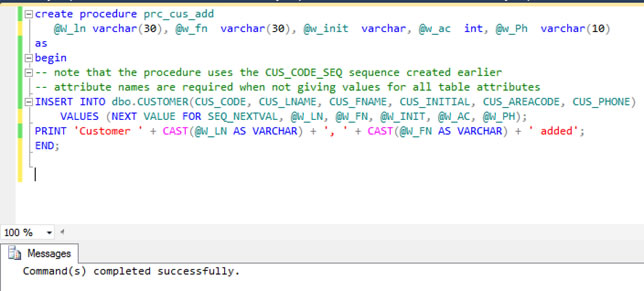 create procedure prc_cus_add
@W_ln varchar(30), @w_fn varchar(30), @w_init varchar, @w_ac int, @w_Ph varchar(10)
as
begin
-- note that the procedure uses the CUS_CODE_SEQ sequence created earlier
-- attribute names are required when not giving values for all table attributes
INSERT INTO dbo.CUSTOMER(CUS_CODE, CUS_LNAME, CUS_FNAME, CUS_INITIAL, CUS_AREACODE, CUS_PHONE)
VALUES (NEXT VALUE FOR SEQ_NEXTVAL, @W_LN, @W_FN, @W_INIT, @W_AC, @W_PH);
PRINT 'Customer ' + CAST(@W_LN AS VARCHAR) + ', ' + CAST(@W_FN AS VARCHAR) + ' added';
END;
100 %
Messages
Command(s) completed successfully.